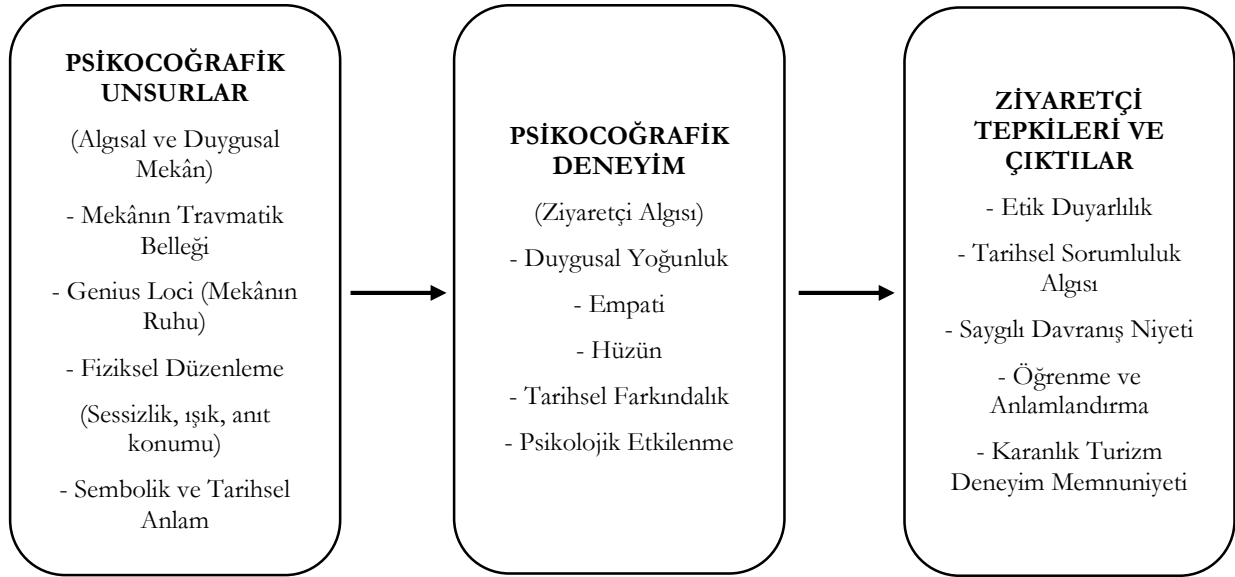 PSİKOCOĞRAFİK
UNSURLAR
(Algısal ve Duygusal
Mekân)
- Mekânın Travmatik
Belleği
- Genius Loci (Mekânın
Ruhu)
- Fiziksel Düzenleme
(Sessizlik, ışık, anıt
konumu)
- Sembolik ve Tarihsel
Anlam
PSİKOCOĞRAFİK
DENEYİM
(Ziyaretçi Algısı)
- Duygusal Yoğunluk
- Empati
- Hüzün
- Tarihsel Farkındalık
- Psikolojik Etkilenme
ZİYARETÇİ
TEPKİLERİ VE
ÇIKTILAR
- Etik Duyarlılık
- Tarihsel Sorumluluk
Algısı
- Saygılı Davranış Niyeti
- Öğrenme ve
Anlamlandırma
- Karanlık Turizm
Deneyim Memnuniyeti